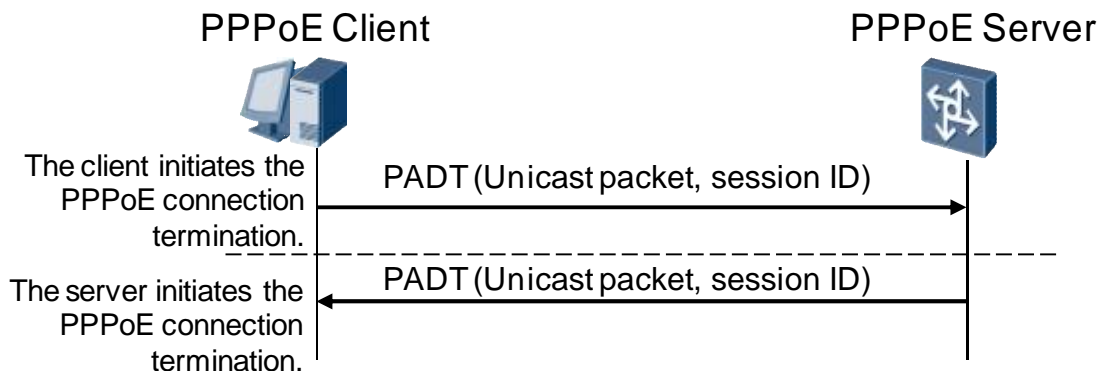 PPPoE Client
PPPoE Server
The client initiates the
PPPoE connection
termination.
PADT (Unicast packet, session ID)
PADT (Unicast packet, session ID)
The server initiates the
PPPoE connection
termination.